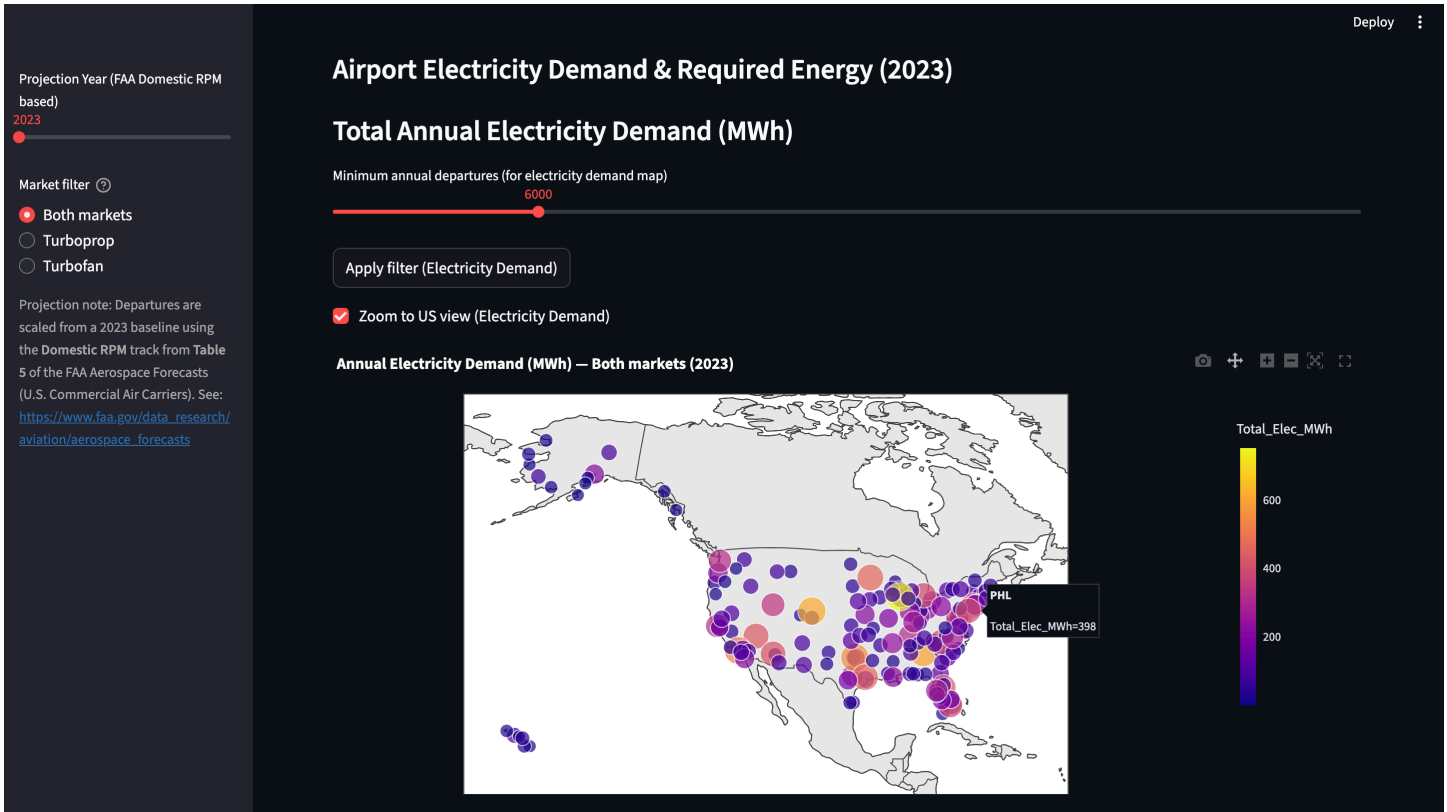 Deploy
Projection Year (FAA Domestic RPM
based)
2023
Market filter
Both markets
Turboprop
Turbofan
Projection note: Departures are
scaled from a 2023 baseline using
the Domestic RPM track from Table
5 of the FAA Aerospace Forecasts
(U.S. Commercial Air Carriers). See:
https://www.faa.gov/data_research/
aviation/aerospace_forecasts
Airport Electricity Demand & Required Energy (2023)
Total Annual Electricity Demand (MWh)
Minimum annual departures (for electricity demand map)
6000
Apply filter (Electricity Demand)
Zoom to US view (Electricity Demand)
Annual Electricity Demand (MWh) — Both markets (2023)
Total_Elec_MWh
600
400
200
PHL
Total_Elec_MWh=398